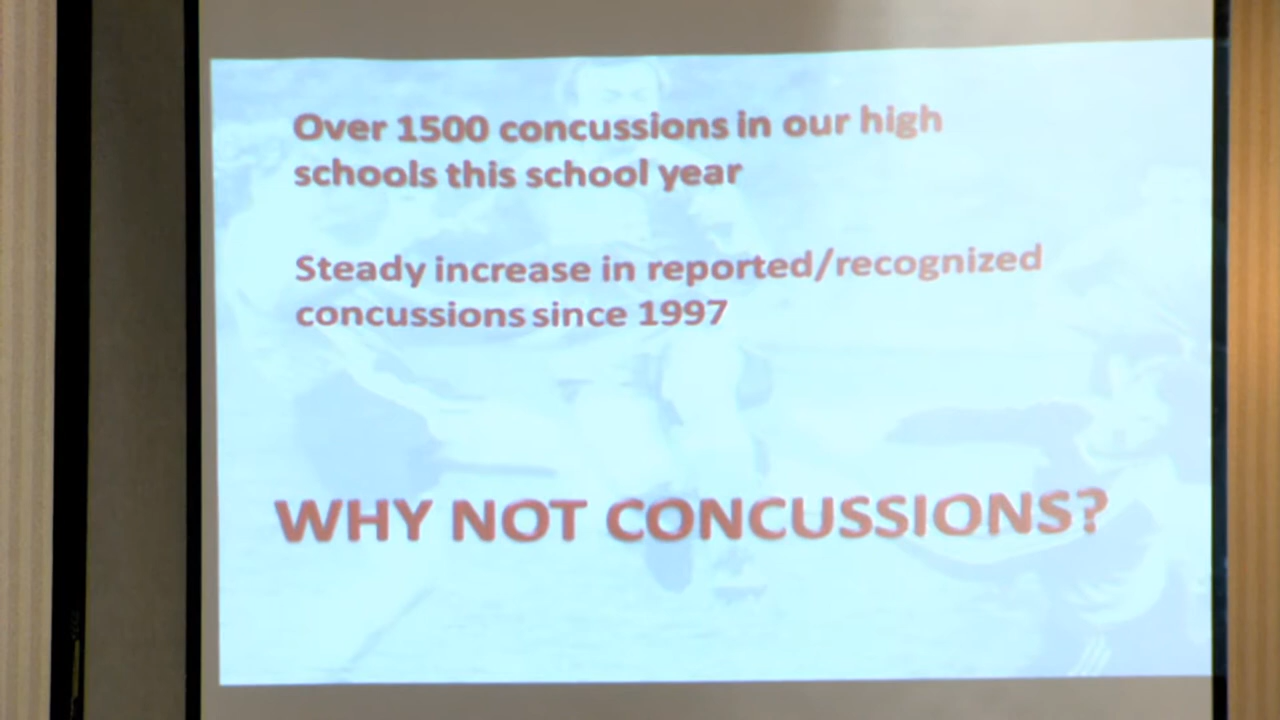 Over 1500 concussions in our high
schools this school year
Steady increase in reported/recognized
concussions since 1997
WHY NOT CONCUSSIONS?